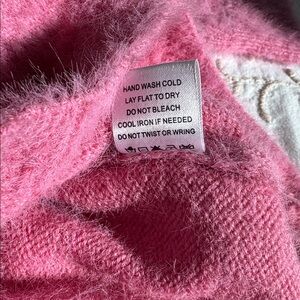 HAND WASH COLD
LAY FLAT TO DRY
DO NOT BLEACH
COOL IRON IF NEEDED
DO NOT TWIST OR WRING